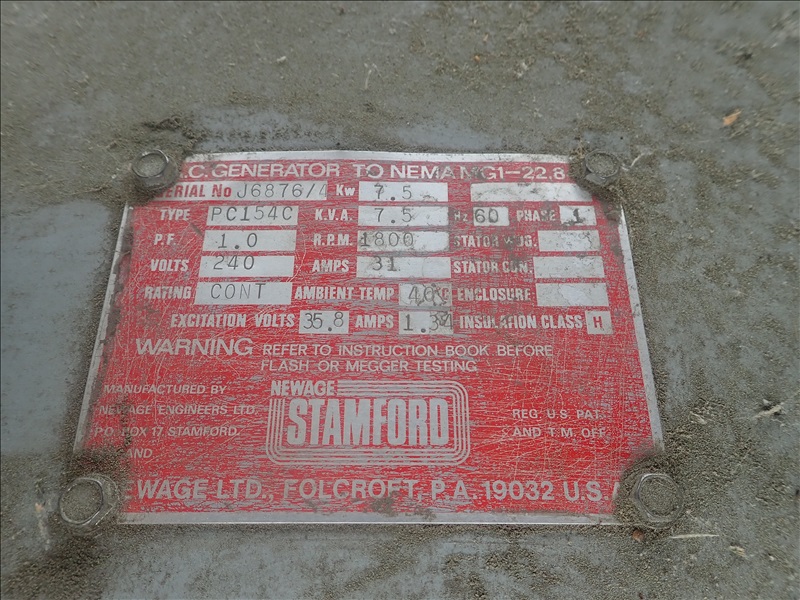 .C. GENERATOR TO NEMA MG1-22.8
ERIAL No J6876/4 KW 7.5
TYPE PC154C K.V.A. 7.5 Hz 60 PHASE 1
P.F. 1.0 R.P.M. 1800 STATOR WDG.
VOLTS 240 AMPS 31 STATOR CON.
RATING CONT AMBIENT TEMP 40C ENCLOSURE
EXCITATION VOLTS 35.8 AMPS 1.34 INSULATION CLASS H
WARNING REFER TO INSTRUCTION BOOK BEFORE
FLASH OR MEGGER TESTING
MANUFACTURED BY
NEWAGE ENGINEERS LTD.
P.O. BOX 17 STAMFORD,
AND
NEWAGE
STAMFORD
REG. U.S. PAT.
AND T.M. OFF.
EWAGE LTD., FOLCROFT, P.A. 19032 U.S.A